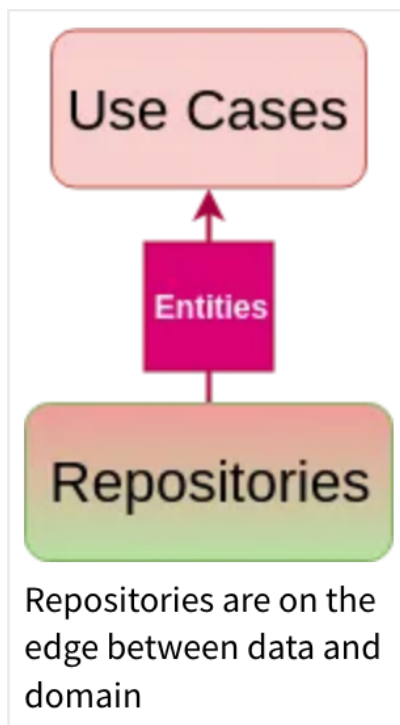 Use Cases
Entities
Repositories
Repositories are on the
edge between data and
domain